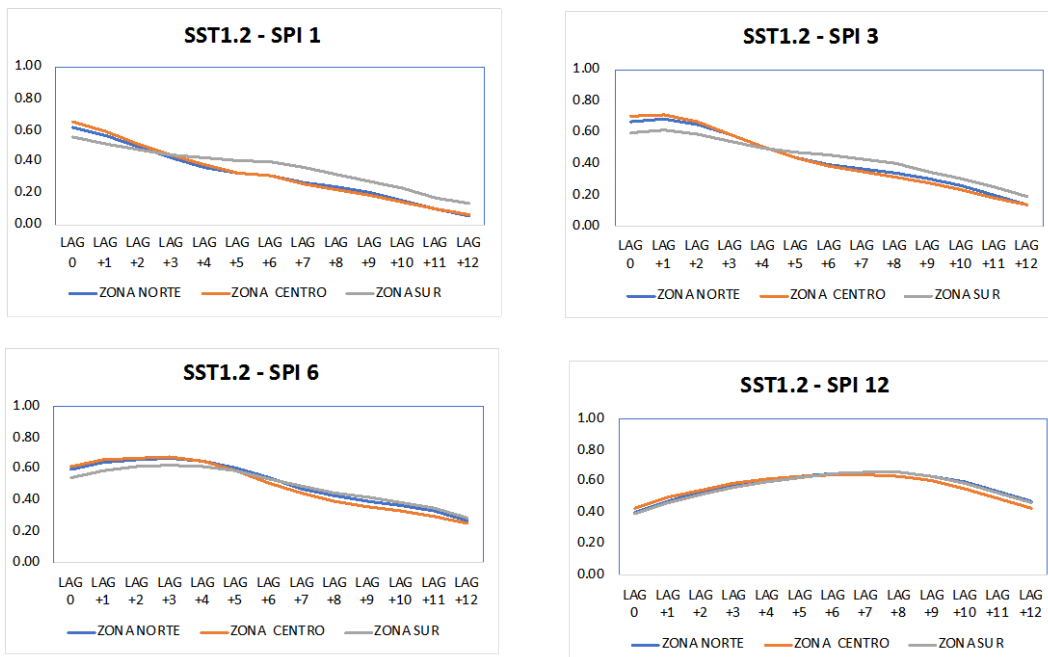 SST1.2 - SPI 1
1.00
0.80
0.60
0.40
0.20
0.00
LAG LAG LAG LAG LAG LAG LAG LAG LAG LAG LAG LAG LAG
0 +1 +2 +3 +4 +5 +6 +7 +8 +9 +10 +11 +12
ZONA NORTE ZONA CENTRO ZONA SUR
SST1.2 - SPI 3
1.00
0.80
0.60
0.40
0.20
0.00
LAG LAG LAG LAG LAG LAG LAG LAG LAG LAG LAG LAG LAG
0 +1 +2 +3 +4 +5 +6 +7 +8 +9 +10 +11 +12
ZONA NORTE ZONA CENTRO ZONA SUR
SST1.2 - SPI 6
1.00
0.80
0.60
0.40
0.20
0.00
LAG LAG LAG LAG LAG LAG LAG LAG LAG LAG LAG LAG LAG
0 +1 +2 +3 +4 +5 +6 +7 +8 +9 +10 +11 +12
ZONA NORTE ZONA CENTRO ZONA SUR
SST1.2 - SPI 12
1.00
0.80
0.60
0.40
0.20
0.00
LAG LAG LAG LAG LAG LAG LAG LAG LAG LAG LAG LAG LAG
0 +1 +2 +3 +4 +5 +6 +7 +8 +9 +10 +11 +12
ZONA NORTE ZONA CENTRO ZONA SUR